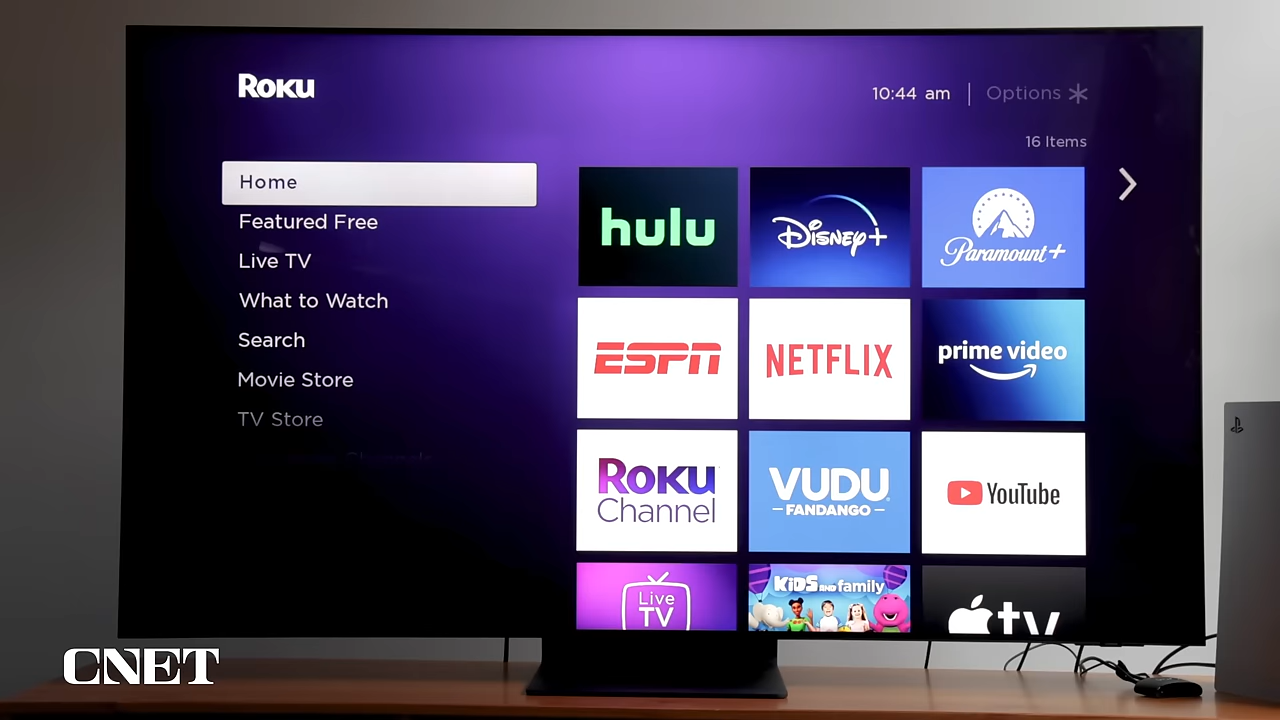 ROKU
10:44 am | Options
16 Items
Home
Featured Free
Live TV
What to Watch
Search
Movie Store
TV Store
hulu
Disney+
Paramount+
ESPN
NETFLIX
prime video
ROKU
Channel
VUDU
FANDANGO
YouTube
Live
TV
KiDS AND family
tv
CNET